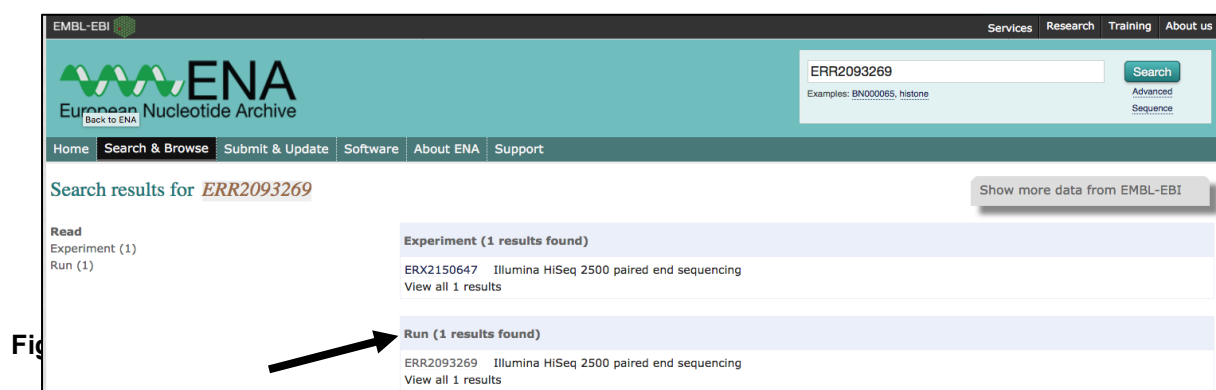 EMBL-EBI
Services Research Training About us
ENA
European Nucleotide Archive
Back to ENA
ERR2093269
Search
Examples: BN000065, histone
Advanced
Sequence
Home Search & Browse Submit & Update Software About ENA Support
Search results for ERR2093269
Show more data from EMBL-EBI
Read
Experiment (1)
Run (1)
Experiment (1 results found)
ERX2150647 Illumina HiSeq 2500 paired end sequencing
View all 1 results
Run (1 results found)
ERR2093269 Illumina HiSeq 2500 paired end sequencing
View all 1 results
Fig